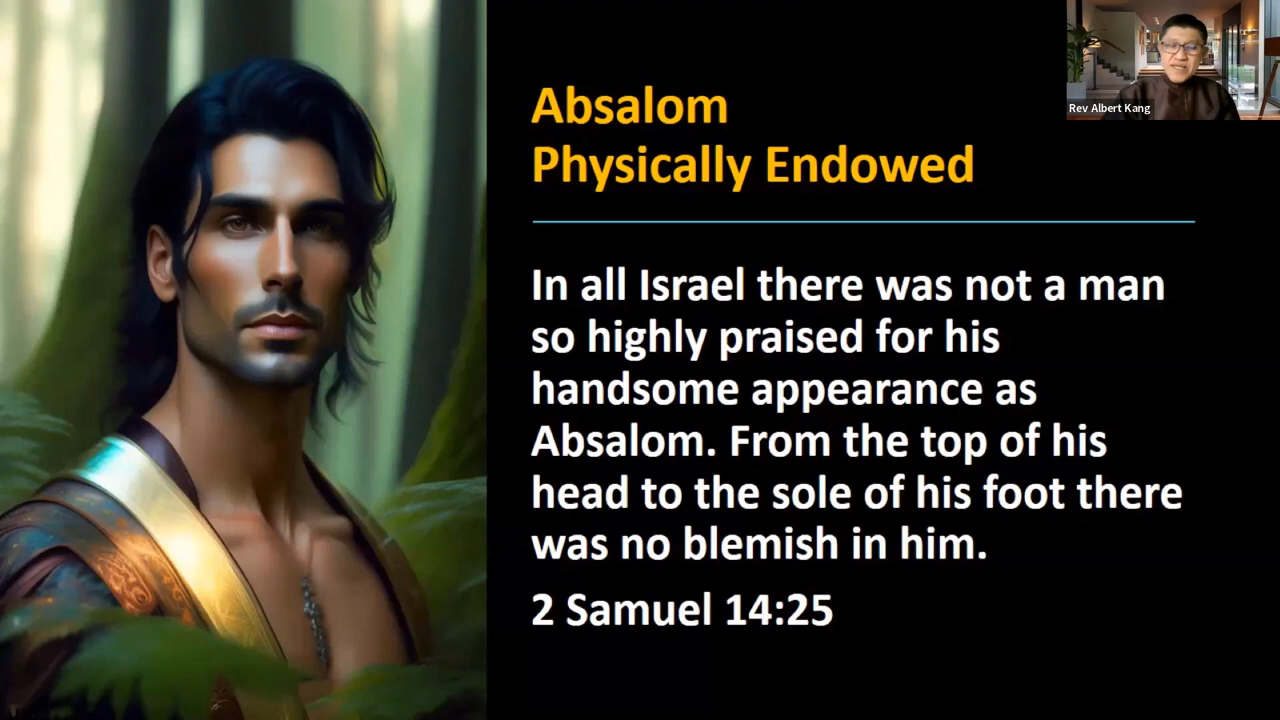 Absalom
Physically Endowed
In all Israel there was not a man
so highly praised for his
handsome appearance as
Absalom. From the top of his
head to the sole of his foot there
was no blemish in him.
2 Samuel 14:25
Rev Albert Kang